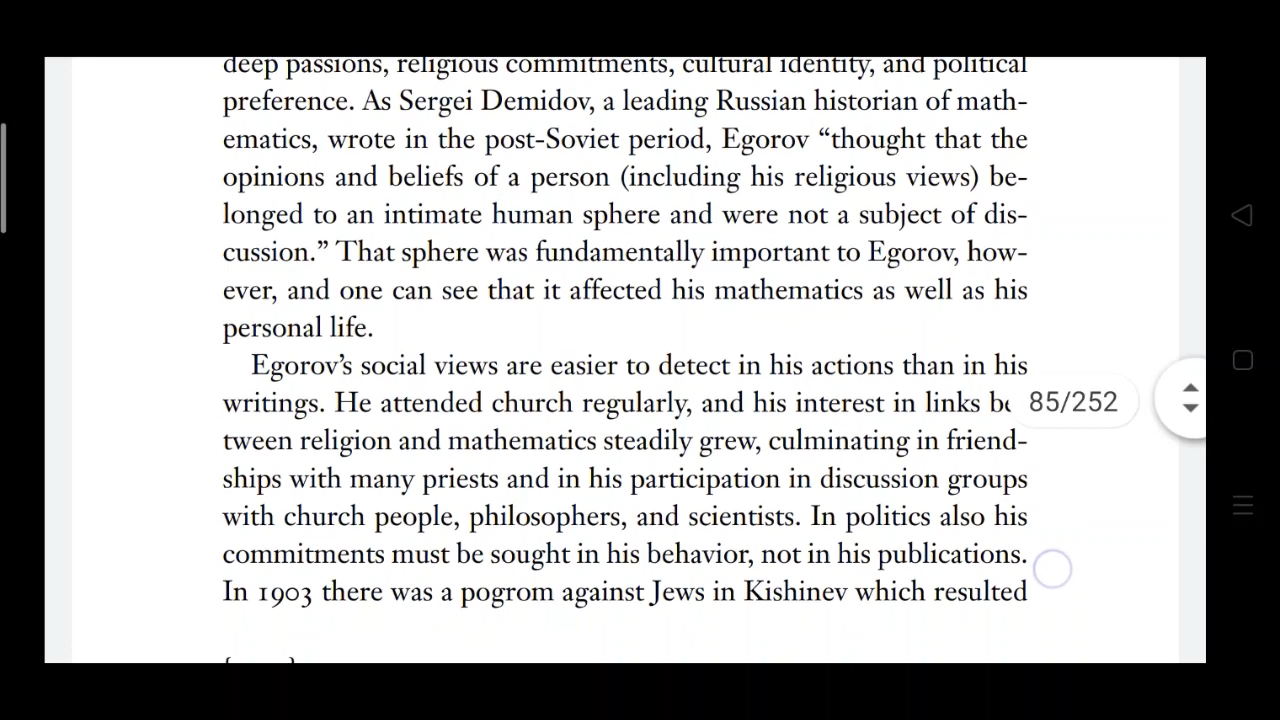 deep passions, religious commitments, cultural identity, and political
preference. As Sergei Demidov, a leading Russian historian of math-
ematics, wrote in the post-Soviet period, Egorov “thought that the
opinions and beliefs of a person (including his religious views) be-
longed to an intimate human sphere and were not a subject of dis-
cussion.” That sphere was fundamentally important to Egorov, how-
ever, and one can see that it affected his mathematics as well as his
personal life.
Egorov’s social views are easier to detect in his actions than in his
writings. He attended church regularly, and his interest in links be
85/252
tween religion and mathematics steadily grew, culminating in friend-
ships with many priests and in his participation in discussion groups
with church people, philosophers, and scientists. In politics also his
commitments must be sought in his behavior, not in his publications.
In 1903 there was a pogrom against Jews in Kishinev which resulted